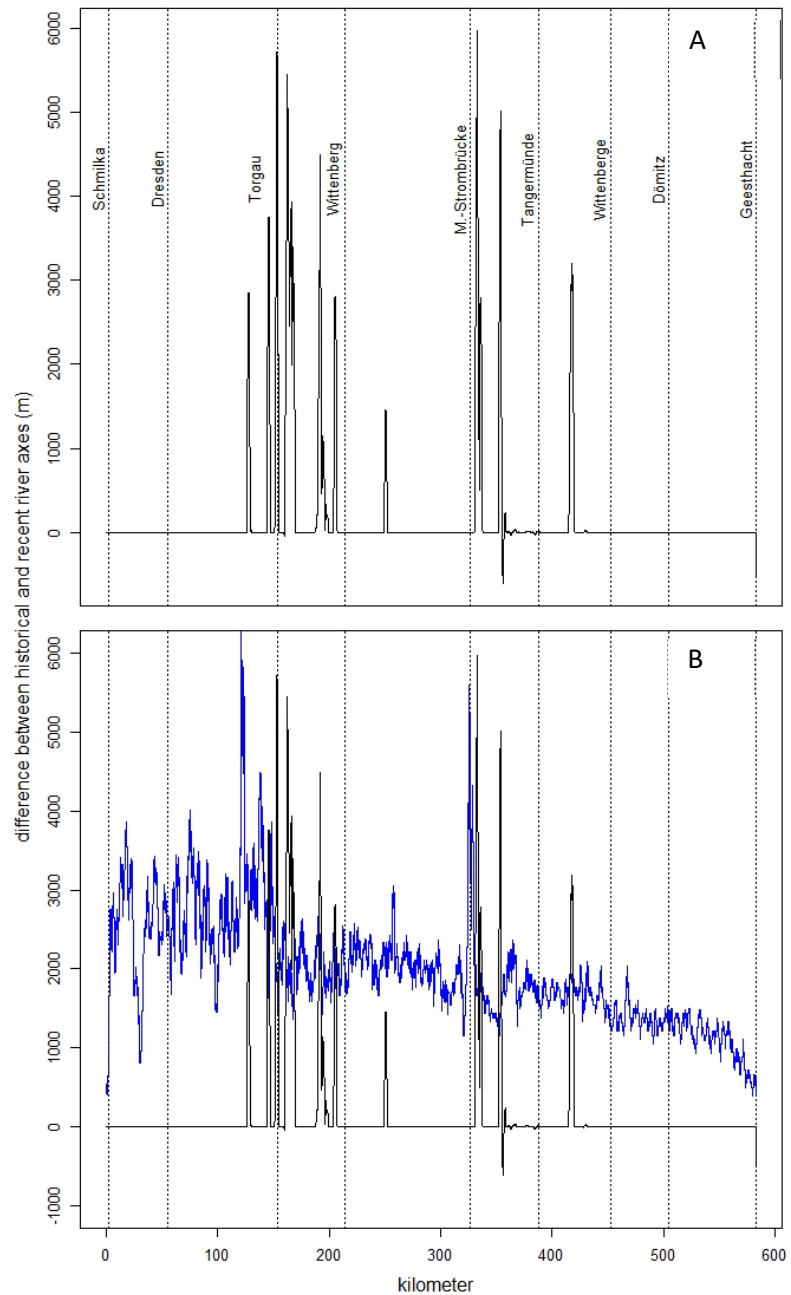 A
6000
5000
4000
3000
2000
1000
0
Schmilka
Dresden
Torgau
Wittenberg
M.-Strombrücke
Tangermünde
Wittenberge
Dömitz
Geesthacht
difference between historical and recent river axes (m)
B
6000
5000
4000
3000
2000
1000
0
-1000
0 100 200 300 400 500 600
kilometer